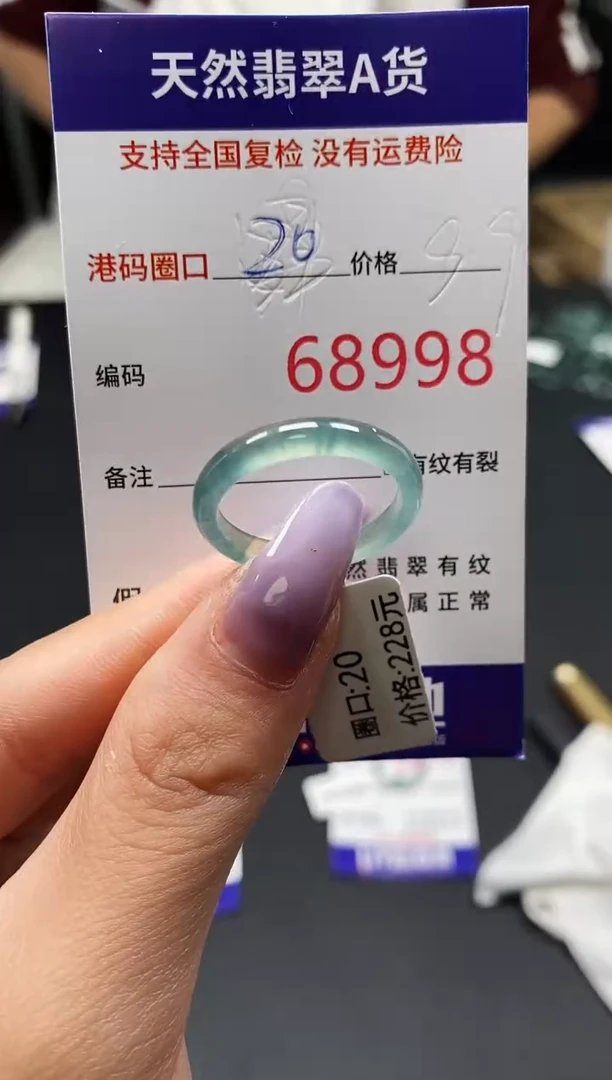 天然翡翠A货
支持全国复检 没有运费险
港码圈口 20 价格
编码 68998
备注 有纹有裂
然翡翠有纹
属正常
圈口:20
价格:228元